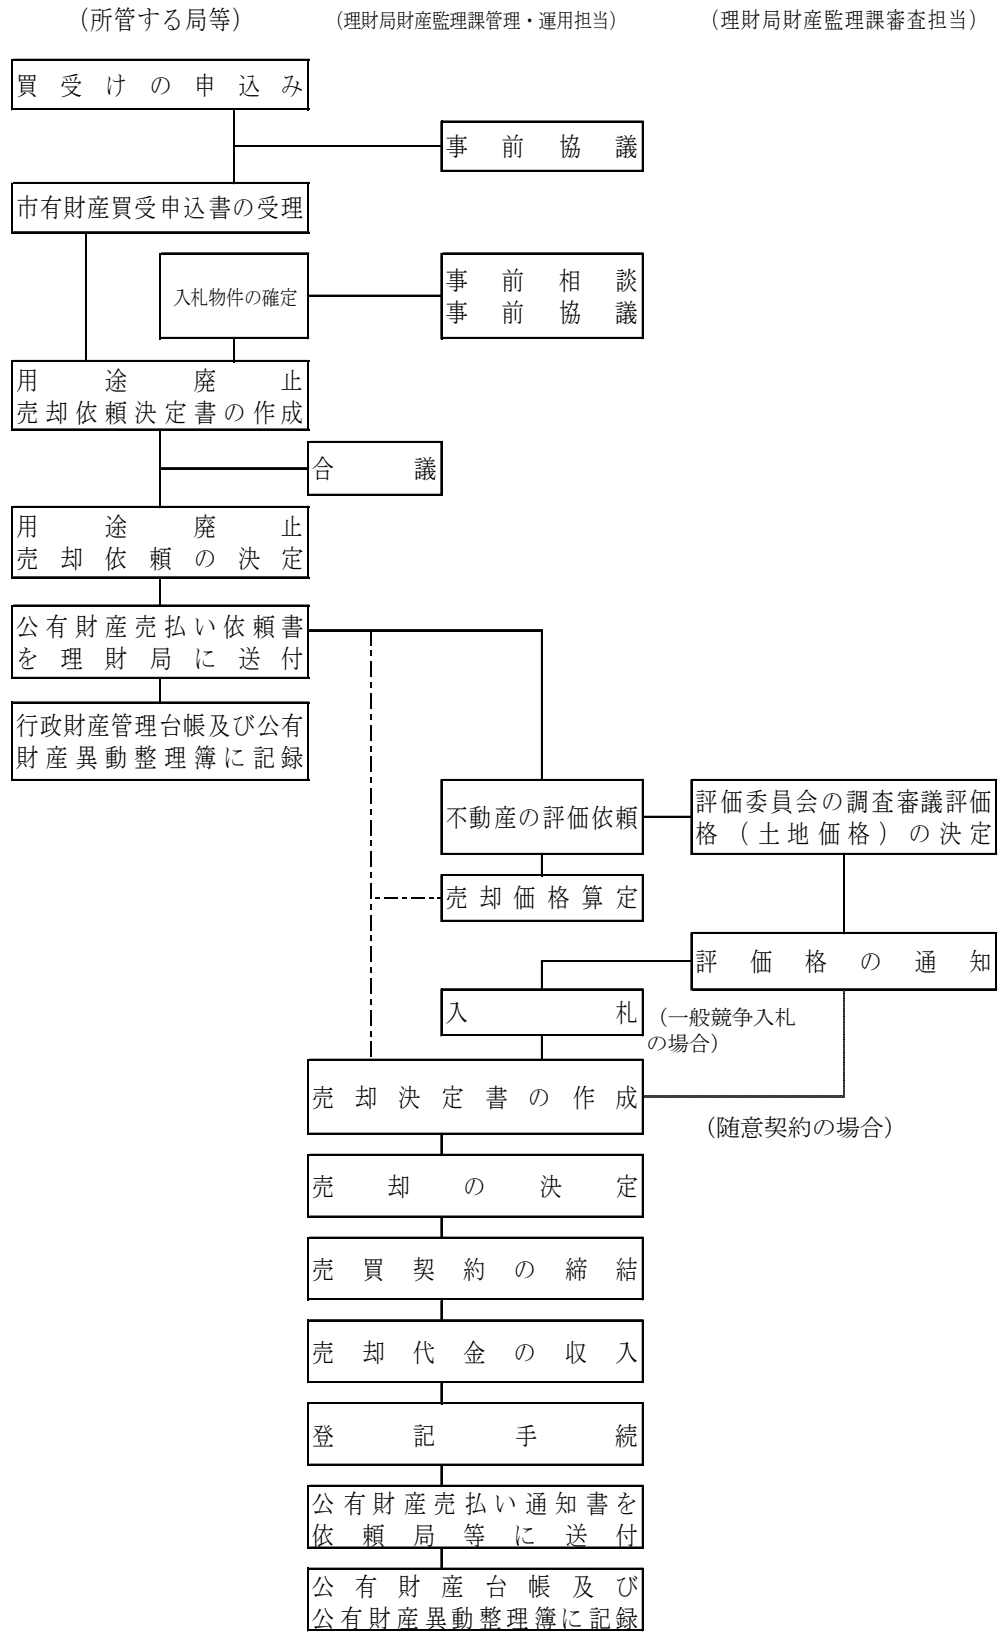 （所管する局等）
（理財局財産監理課管理・運用担当）
（理財局財産監理課審査担当）
買受けの申込み
事前協議
市有財産買受申込書の受理
入札物件の確定
事前相談
事前協議
用途廃止
売却依頼決定書の作成
合議
用途廃止
売却依頼の決定
公有財産売払い依頼書
を理財局に送付
行政財産管理台帳及び公有
財産異動整理簿に記録
不動産の評価依頼
評価委員会の調査審議評価
格（土地価格）の決定
売却価格算定
評価格の通知
入札
（一般競争入札
の場合）
売却決定書の作成
（随意契約の場合）
売却の決定
売買契約の締結
売却代金の収入
登記手続
公有財産売払い通知書を
依頼局等に送付
公有財産台帳及び
公有財産異動整理簿に記録